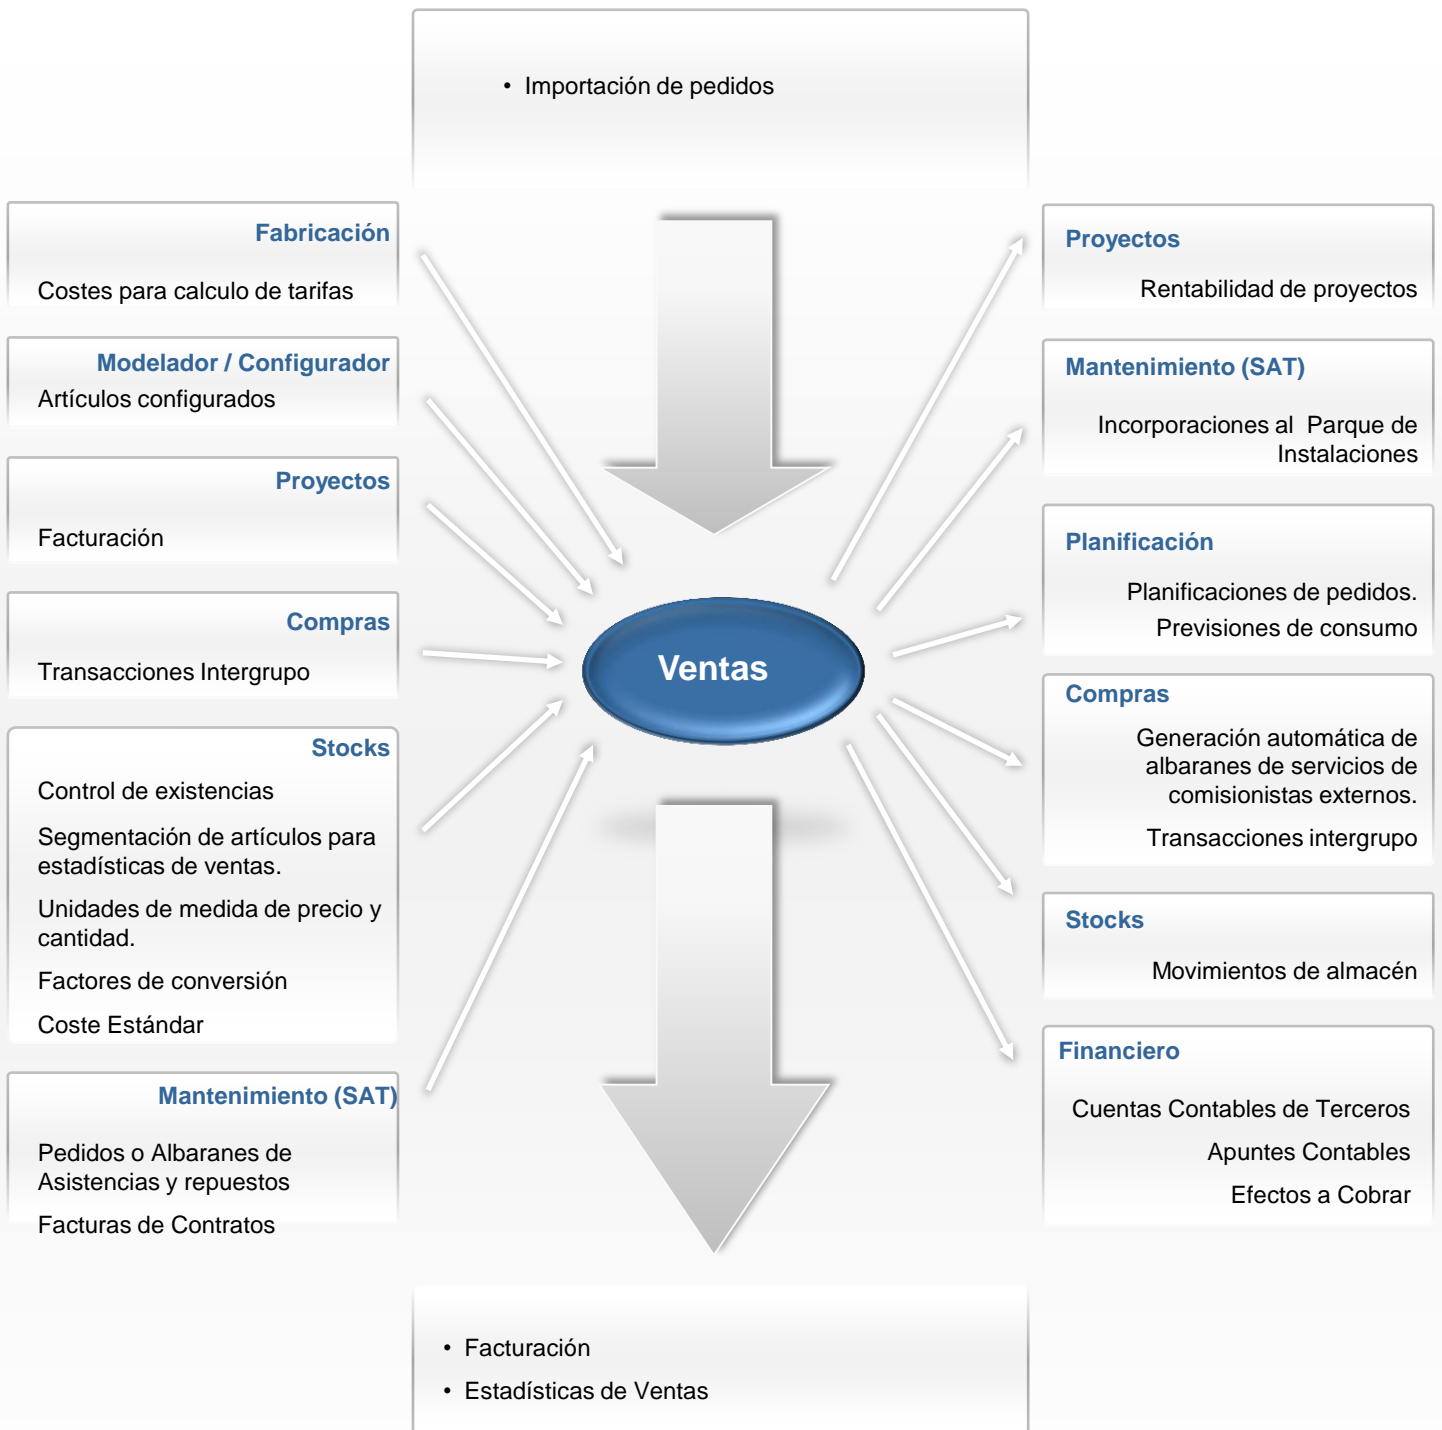 • Importación de pedidos
Fabricación
Costes para calculo de tarifas
Modelador / Configurador
Artículos configurados
Proyectos
Facturación
Compras
Transacciones Intergrupo
Stocks
Control de existencias
Segmentación de artículos para
estadísticas de ventas.
Unidades de medida de precio y
cantidad.
Factores de conversión
Coste Estándar
Mantenimiento (SAT)
Pedidos o Albaranes de
Asistencias y repuestos
Facturas de Contratos
Ventas
Proyectos
Rentabilidad de proyectos
Mantenimiento (SAT)
Incorporaciones al Parque de
Instalaciones
Planificación
Planificaciones de pedidos.
Previsiones de consumo
Compras
Generación automática de
albaranes de servicios de
comisionistas externos.
Transacciones intergrupo
Stocks
Movimientos de almacén
Financiero
Cuentas Contables de Terceros
Apuntes Contables
Efectos a Cobrar
• Facturación
• Estadísticas de Ventas